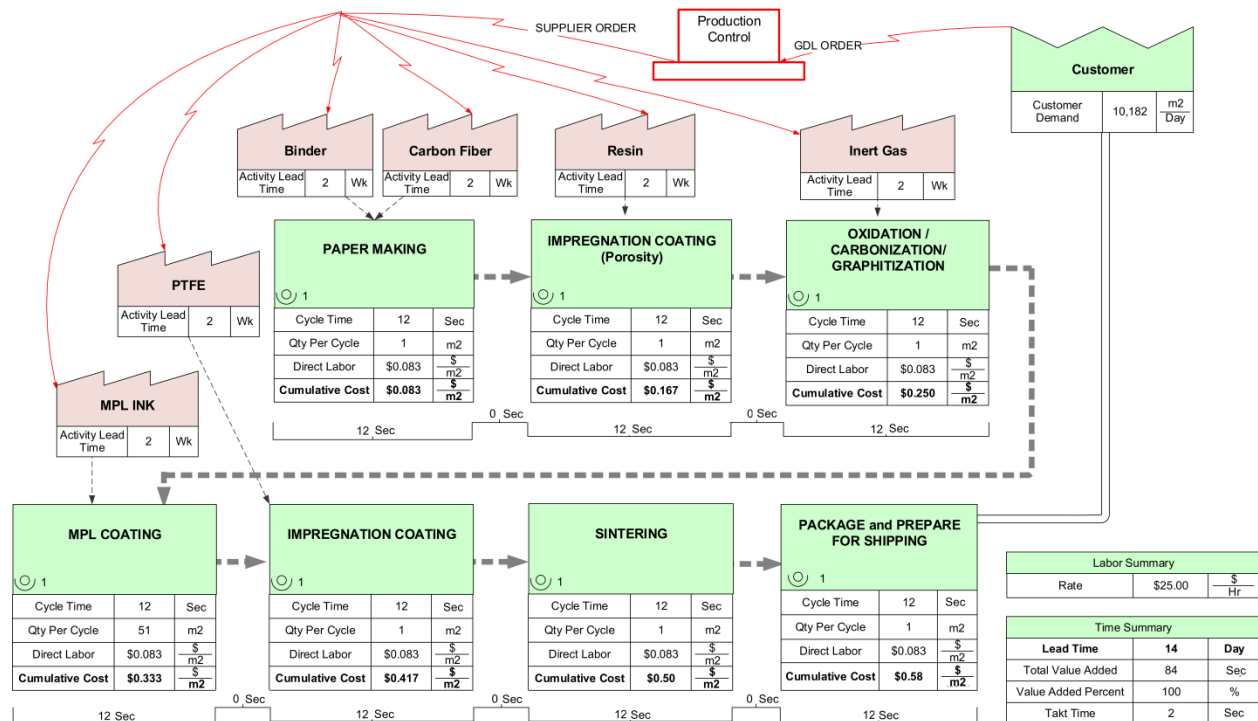 SUPPLIER ORDER
Production
Control
GDL ORDER
Customer
Customer
Demand
10,182
m2
Day
Binder
Activity Lead
Time
2
Wk
Carbon Fiber
Activity Lead
Time
2
Wk
Resin
Activity Lead
Time
2
Wk
Inert Gas
Activity Lead
Time
2
Wk
PTFE
Activity Lead
Time
2
Wk
MPL INK
Activity Lead
Time
2
Wk
PAPER MAKING
1
Cycle Time 12 Sec
Qty Per Cycle 1 m2
Direct Labor $0.083 $
m2
Cumulative Cost $0.083 $
m2
IMPREGNATION COATING
(Porosity)
1
Cycle Time 12 Sec
Qty Per Cycle 1 m2
Direct Labor $0.083 $
m2
Cumulative Cost $0.167 $
m2
OXIDATION /
CARBONIZATION/
GRAPHITIZATION
1
Cycle Time 12 Sec
Qty Per Cycle 1 m2
Direct Labor $0.083 $
m2
Cumulative Cost $0.250 $
m2
12 Sec
0 Sec
12 Sec
0 Sec
12 Sec
MPL COATING
1
Cycle Time 12 Sec
Qty Per Cycle 51 m2
Direct Labor $0.083 $
m2
Cumulative Cost $0.333 $
m2
IMPREGNATION COATING
1
Cycle Time 12 Sec
Qty Per Cycle 1 m2
Direct Labor $0.083 $
m2
Cumulative Cost $0.417 $
m2
SINTERING
1
Cycle Time 12 Sec
Qty Per Cycle 1 m2
Direct Labor $0.083 $
m2
Cumulative Cost $0.50 $
m2
PACKAGE and PREPARE
FOR SHIPPING
1
Cycle Time 12 Sec
Qty Per Cycle 1 m2
Direct Labor $0.083 $
m2
Cumulative Cost $0.58 $
m2
12 Sec
0 Sec
12 Sec
0 Sec
12 Sec
0 Sec
12 Sec
Labor Summary
Rate $25.00 $
Hr
Time Summary
Lead Time 14 Day
Total Value Added 84 Sec
Value Added Percent 100 %
Takt Time 2 Sec